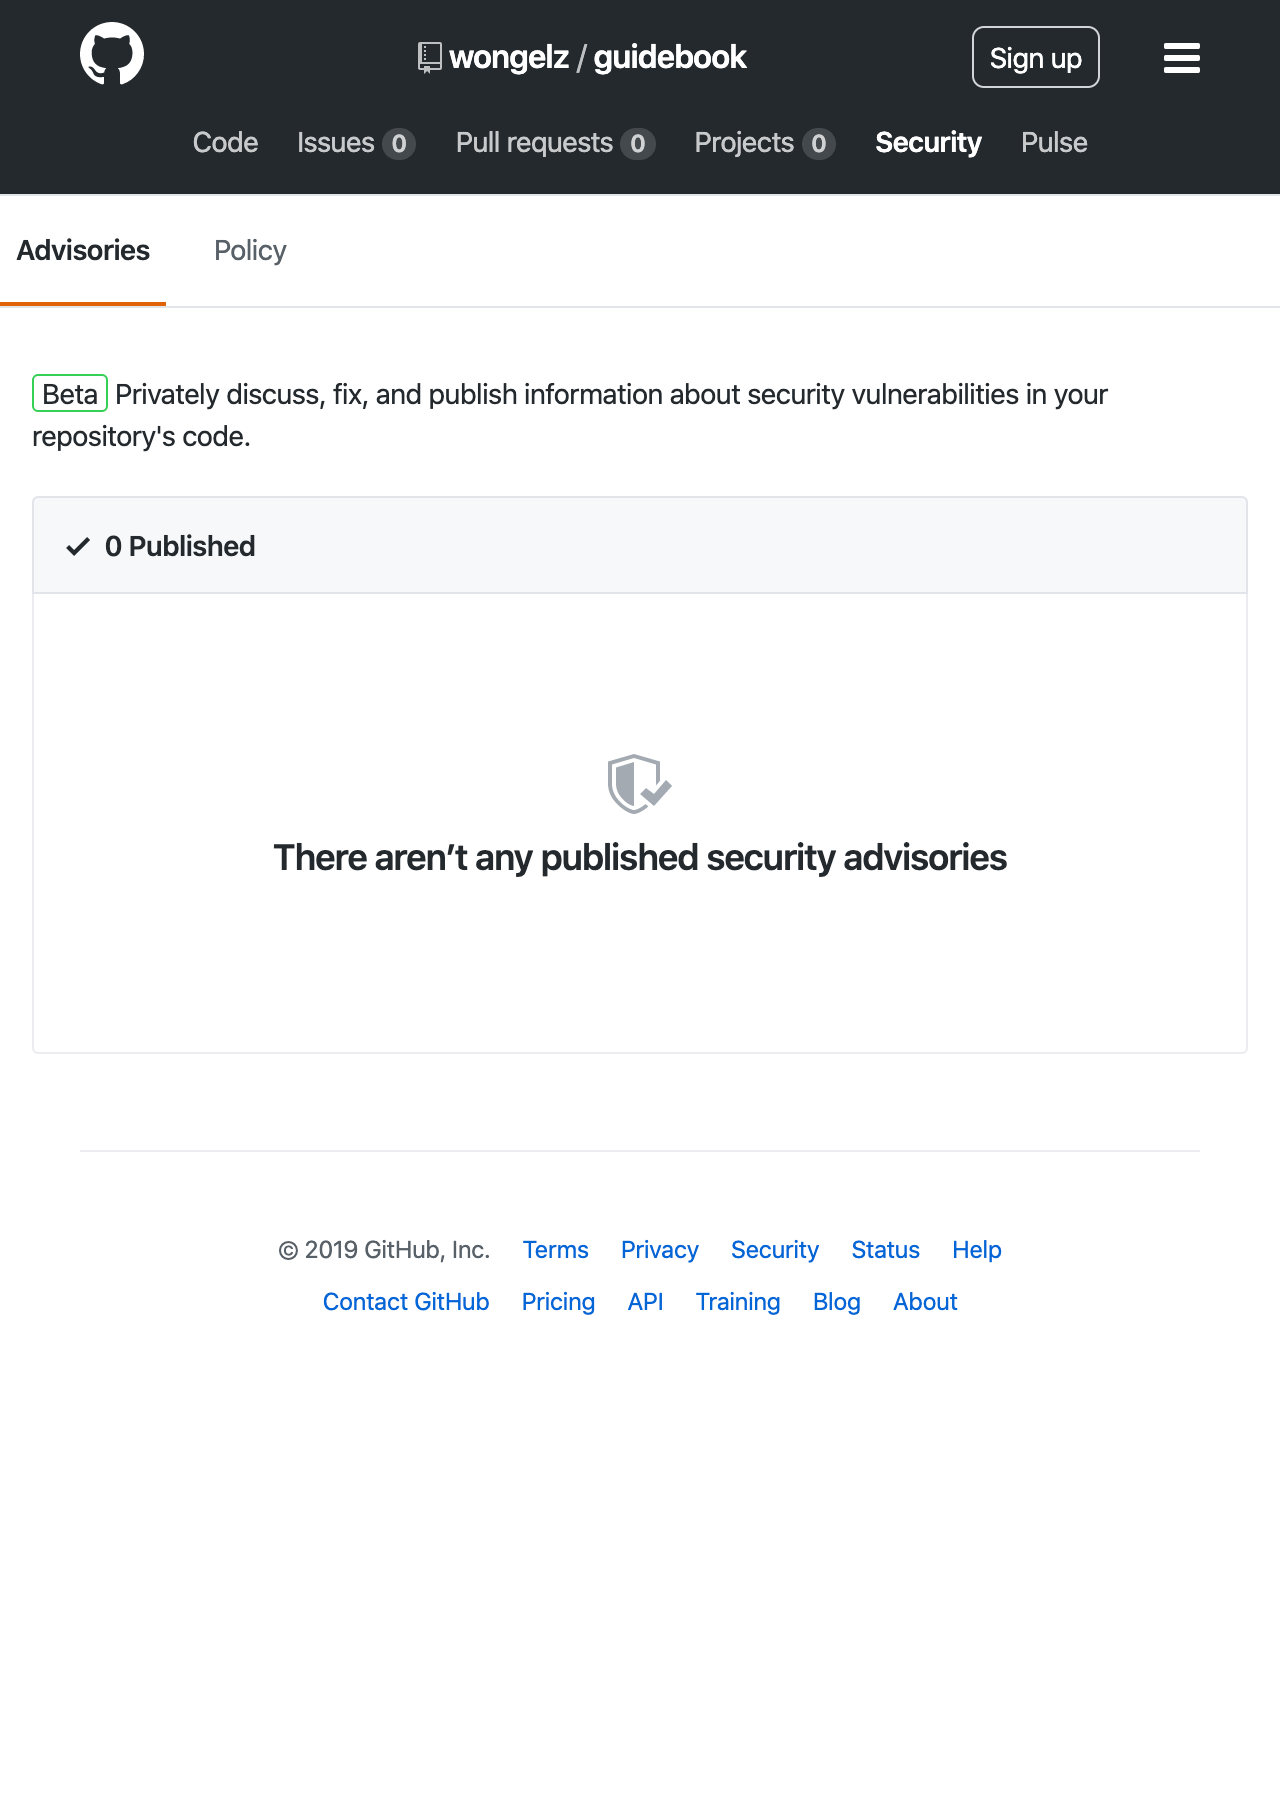 wongelz / guidebook
Sign up
Code Issues 0 Pull requests 0 Projects 0 Security Pulse
Advisories Policy
Beta Privately discuss, fix, and publish information about security vulnerabilities in your
repository's code.
0 Published
There aren’t any published security advisories
© 2019 GitHub, Inc. Terms Privacy Security Status Help
Contact GitHub Pricing API Training Blog About